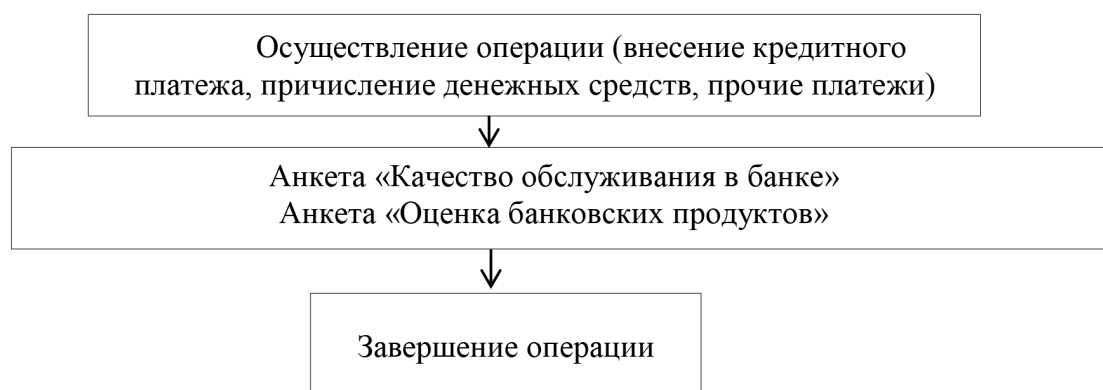 Осуществление операции (внесение кредитного
платежа, причисление денежных средств, прочие платежи)
Анкета «Качество обслуживания в банке»
Анкета «Оценка банковских продуктов»
Завершение операции